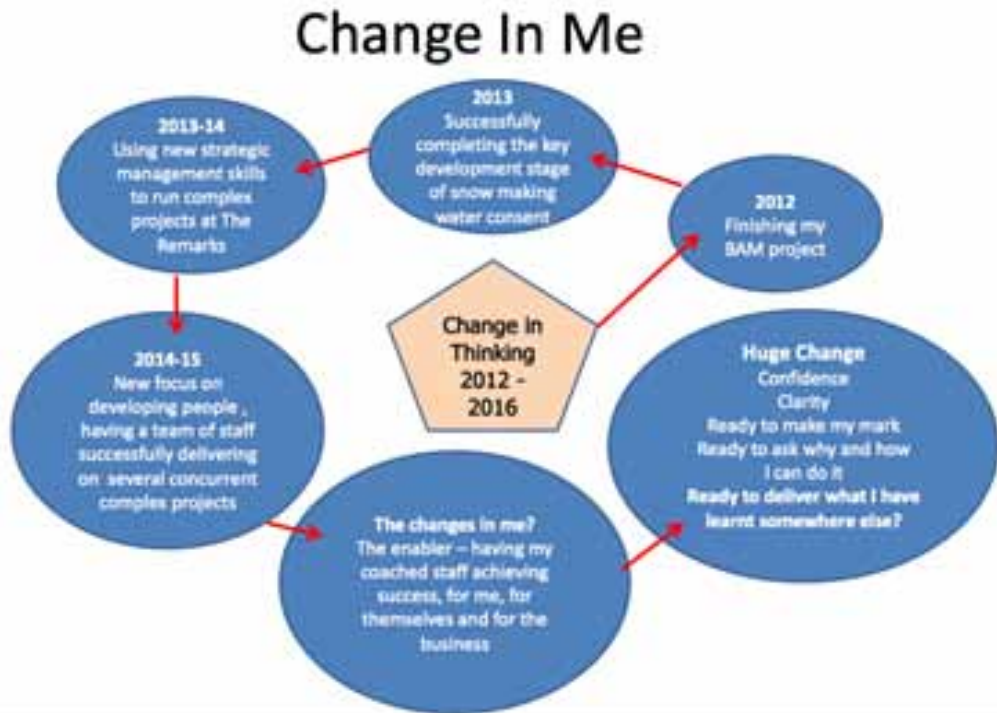 Change In Me
Change in
Thinking
2012 -
2016
2012
Finishing my
BAM project
2013
Successfully
completing the key
development stage
of snow making
water consent
2013-14
Using new strategic
management skills
to run complex
projects at The
Remarks
2014-15
New focus on
developing people ,
having a team of staff
successfully delivering
on several concurrent
complex projects
The changes in me?
The enabler – having my
coached staff achieving
success, for me, for
themselves and for the
business
Huge Change
Confidence
Clarity
Ready to make my mark
Ready to ask why and how
I can do it
Ready to deliver what I have
learnt somewhere else?